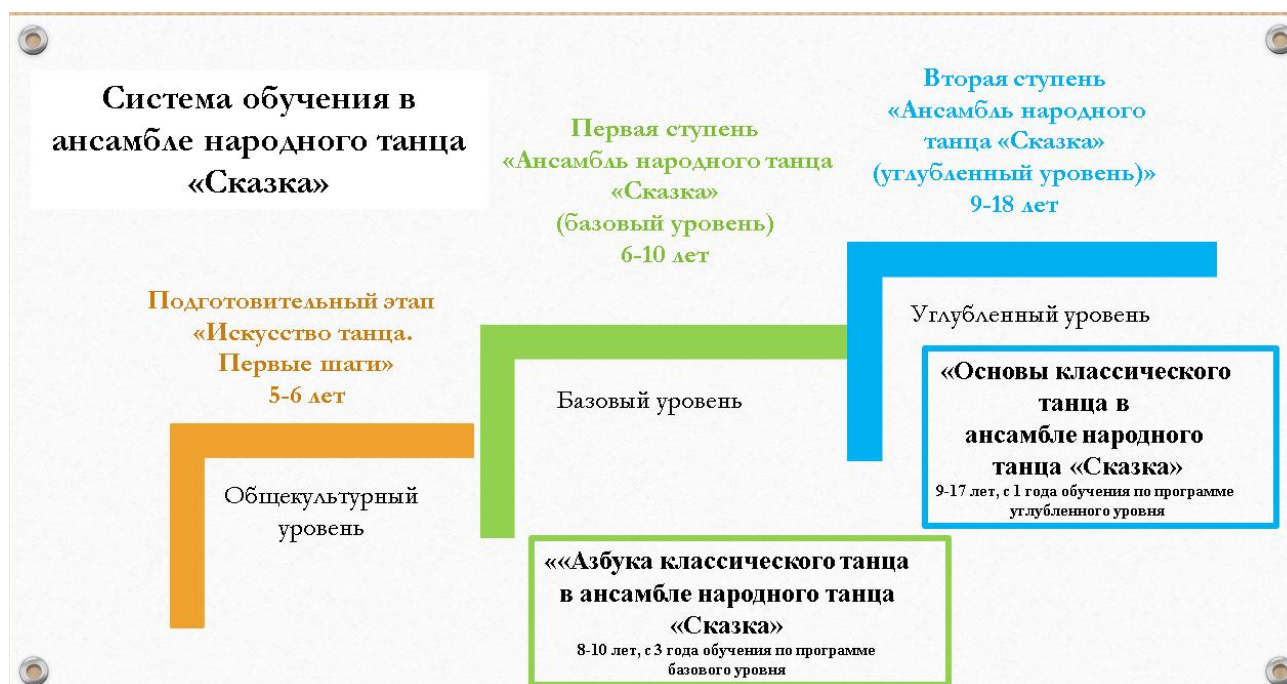 Система обучения в
ансамбле народного танца
«Сказка»
Подготовительный этап
«Искусство танца.
Первые шаги»
5-6 лет
Общекультурный
уровень
Первая ступень
«Ансамбль народного танца
«Сказка»
(базовый уровень)
6-10 лет
Базовый уровень
««Азбука классического танца
в ансамбле народного танца
«Сказка»
8-10 лет, с 3 года обучения по программе
базового уровня
Вторая ступень
«Ансамбль народного
танца «Сказка»
(углубленный уровень)»
9-18 лет
Углубленный уровень
«Основы классического
танца в
ансамбле народного
танца «Сказка»
9-17 лет, с 1 года обучения по программе
углубленного уровня